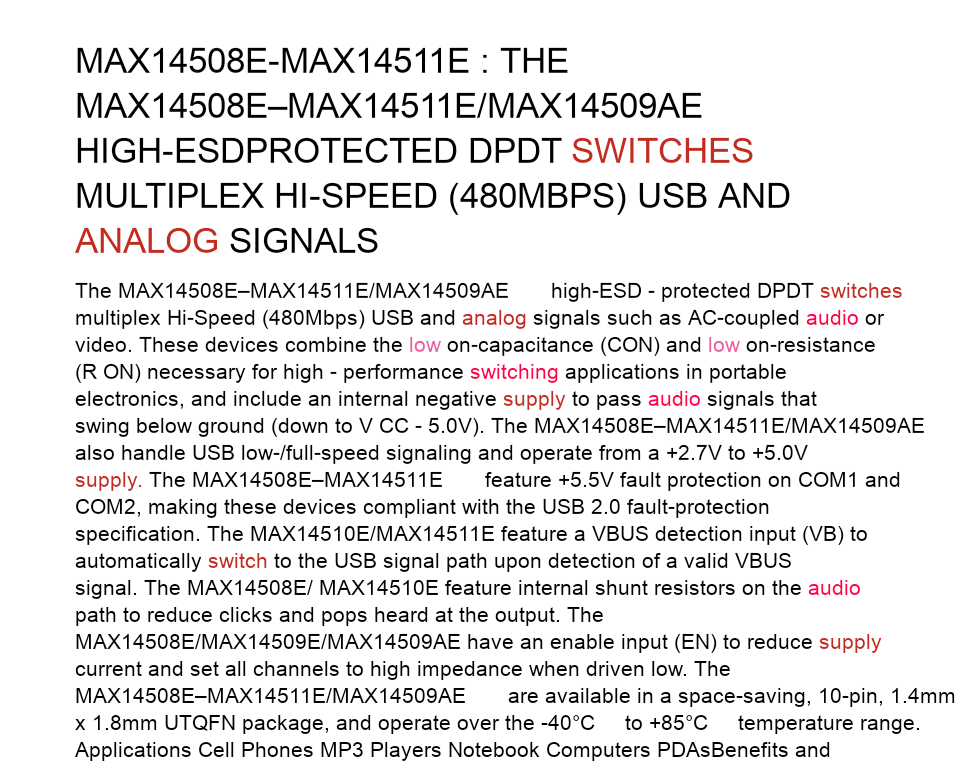 MAX14508E-MAX14511E : THE
MAX14508E–MAX14511E/MAX14509AE
HIGH-ESDPROTECTED DPDT SWITCHES
MULTIPLEX HI-SPEED (480MBPS) USB AND
ANALOG SIGNALS
The MAX14508E–MAX14511E/MAX14509AE high-ESD - protected DPDT switches
multiplex Hi-Speed (480Mbps) USB and analog signals such as AC-coupled audio or
video. These devices combine the low on-capacitance (CON) and low on-resistance
(R ON) necessary for high - performance switching applications in portable
electronics, and include an internal negative supply to pass audio signals that
swing below ground (down to V CC - 5.0V). The MAX14508E–MAX14511E/MAX14509AE
also handle USB low-/full-speed signaling and operate from a +2.7V to +5.0V
supply. The MAX14508E–MAX14511E feature +5.5V fault protection on COM1 and
COM2, making these devices compliant with the USB 2.0 fault-protection
specification. The MAX14510E/MAX14511E feature a VBUS detection input (VB) to
automatically switch to the USB signal path upon detection of a valid VBUS
signal. The MAX14508E/ MAX14510E feature internal shunt resistors on the audio
path to reduce clicks and pops heard at the output. The
MAX14508E/MAX14509E/MAX14509AE have an enable input (EN) to reduce supply
current and set all channels to high impedance when driven low. The
MAX14508E–MAX14511E/MAX14509AE are available in a space-saving, 10-pin, 1.4mm
x 1.8mm UTQFN package, and operate over the -40°C to +85°C temperature range.
Applications Cell Phones MP3 Players Notebook Computers PDAsBenefits and